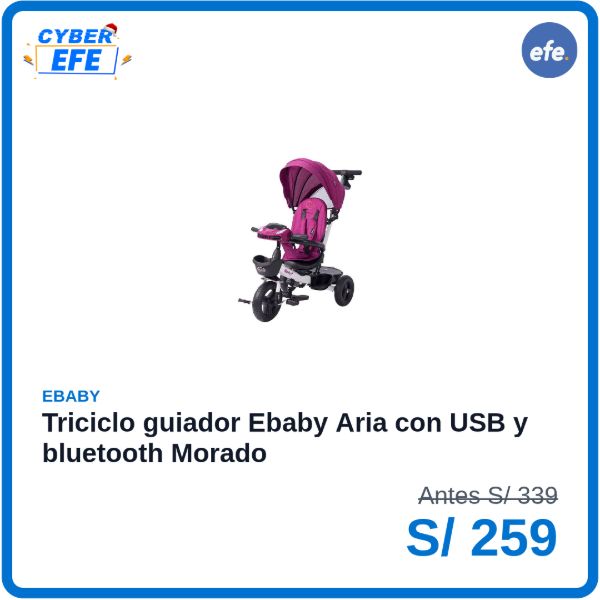 CYBER
EFE
efe.
EBABY
Triciclo guiador Ebaby Aria con USB y
bluetooth Morado
Antes S/ 339
S/ 259